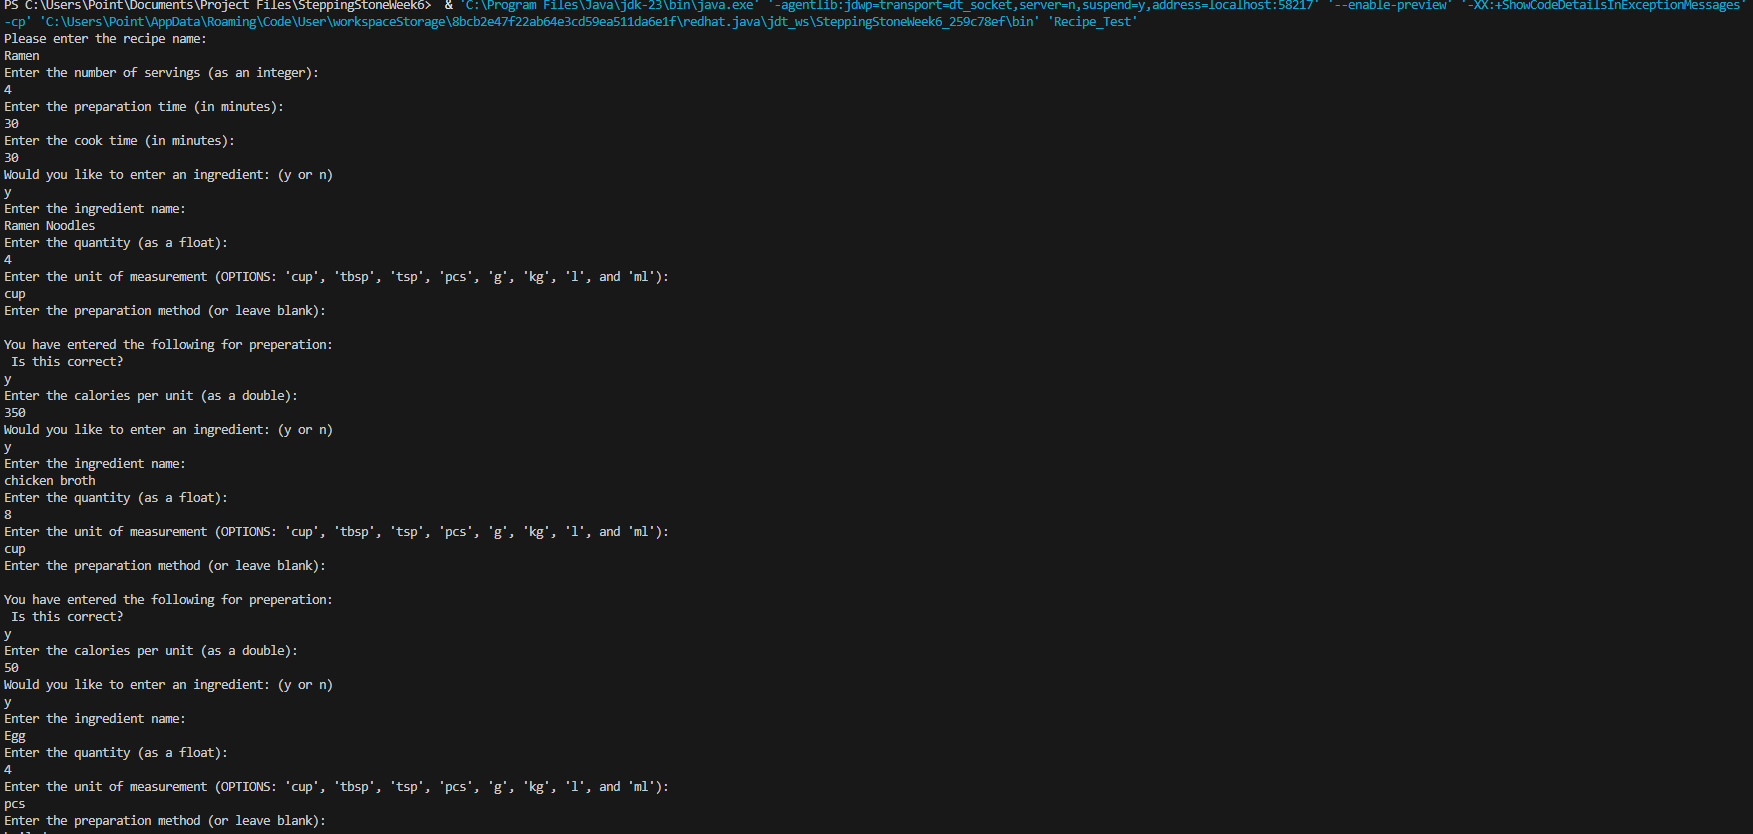 PS C:\Users\Point\Documents\Project Files\SteppingStoneWeek6>  & 'C:\Program Files\Java\jdk-23\bin\java.exe' '-agentlib:jdwp=transport=dt_socket,server=n,suspend=y,address=localhost:58217' '--enable-preview' '-XX:+ShowCodeDetailsInExceptionMessages'
-cp' 'C:\Users\Point\AppData\Roaming\Code\User\workspaceStorage\8bcb2e47f22ab64e3cd59ea511da6e1f\redhat.java\jdt_ws\SteppingStoneWeek6_259c78ef\bin' 'Recipe_Test'
Please enter the recipe name:
Ramen
Enter the number of servings (as an integer):
4
Enter the preparation time (in minutes):
30
Enter the cook time (in minutes):
30
Would you like to enter an ingredient: (y or n)
y
Enter the ingredient name:
Ramen Noodles
Enter the quantity (as a float):
4
Enter the unit of measurement (OPTIONS: 'cup', 'tbsp', 'tsp', 'pcs', 'g', 'kg', 'l', and 'ml'):
cup
Enter the preparation method (or leave blank):

You have entered the following for preperation:
 Is this correct?
y
Enter the calories per unit (as a double):
350
Would you like to enter an ingredient: (y or n)
y
Enter the ingredient name:
chicken broth
Enter the quantity (as a float):
8
Enter the unit of measurement (OPTIONS: 'cup', 'tbsp', 'tsp', 'pcs', 'g', 'kg', 'l', and 'ml'):
cup
Enter the preparation method (or leave blank):

You have entered the following for preperation:
 Is this correct?
y
Enter the calories per unit (as a double):
50
Would you like to enter an ingredient: (y or n)
y
Enter the ingredient name:
Egg
Enter the quantity (as a float):
4
Enter the unit of measurement (OPTIONS: 'cup', 'tbsp', 'tsp', 'pcs', 'g', 'kg', 'l', and 'ml'):
pcs
Enter the preparation method (or leave blank):